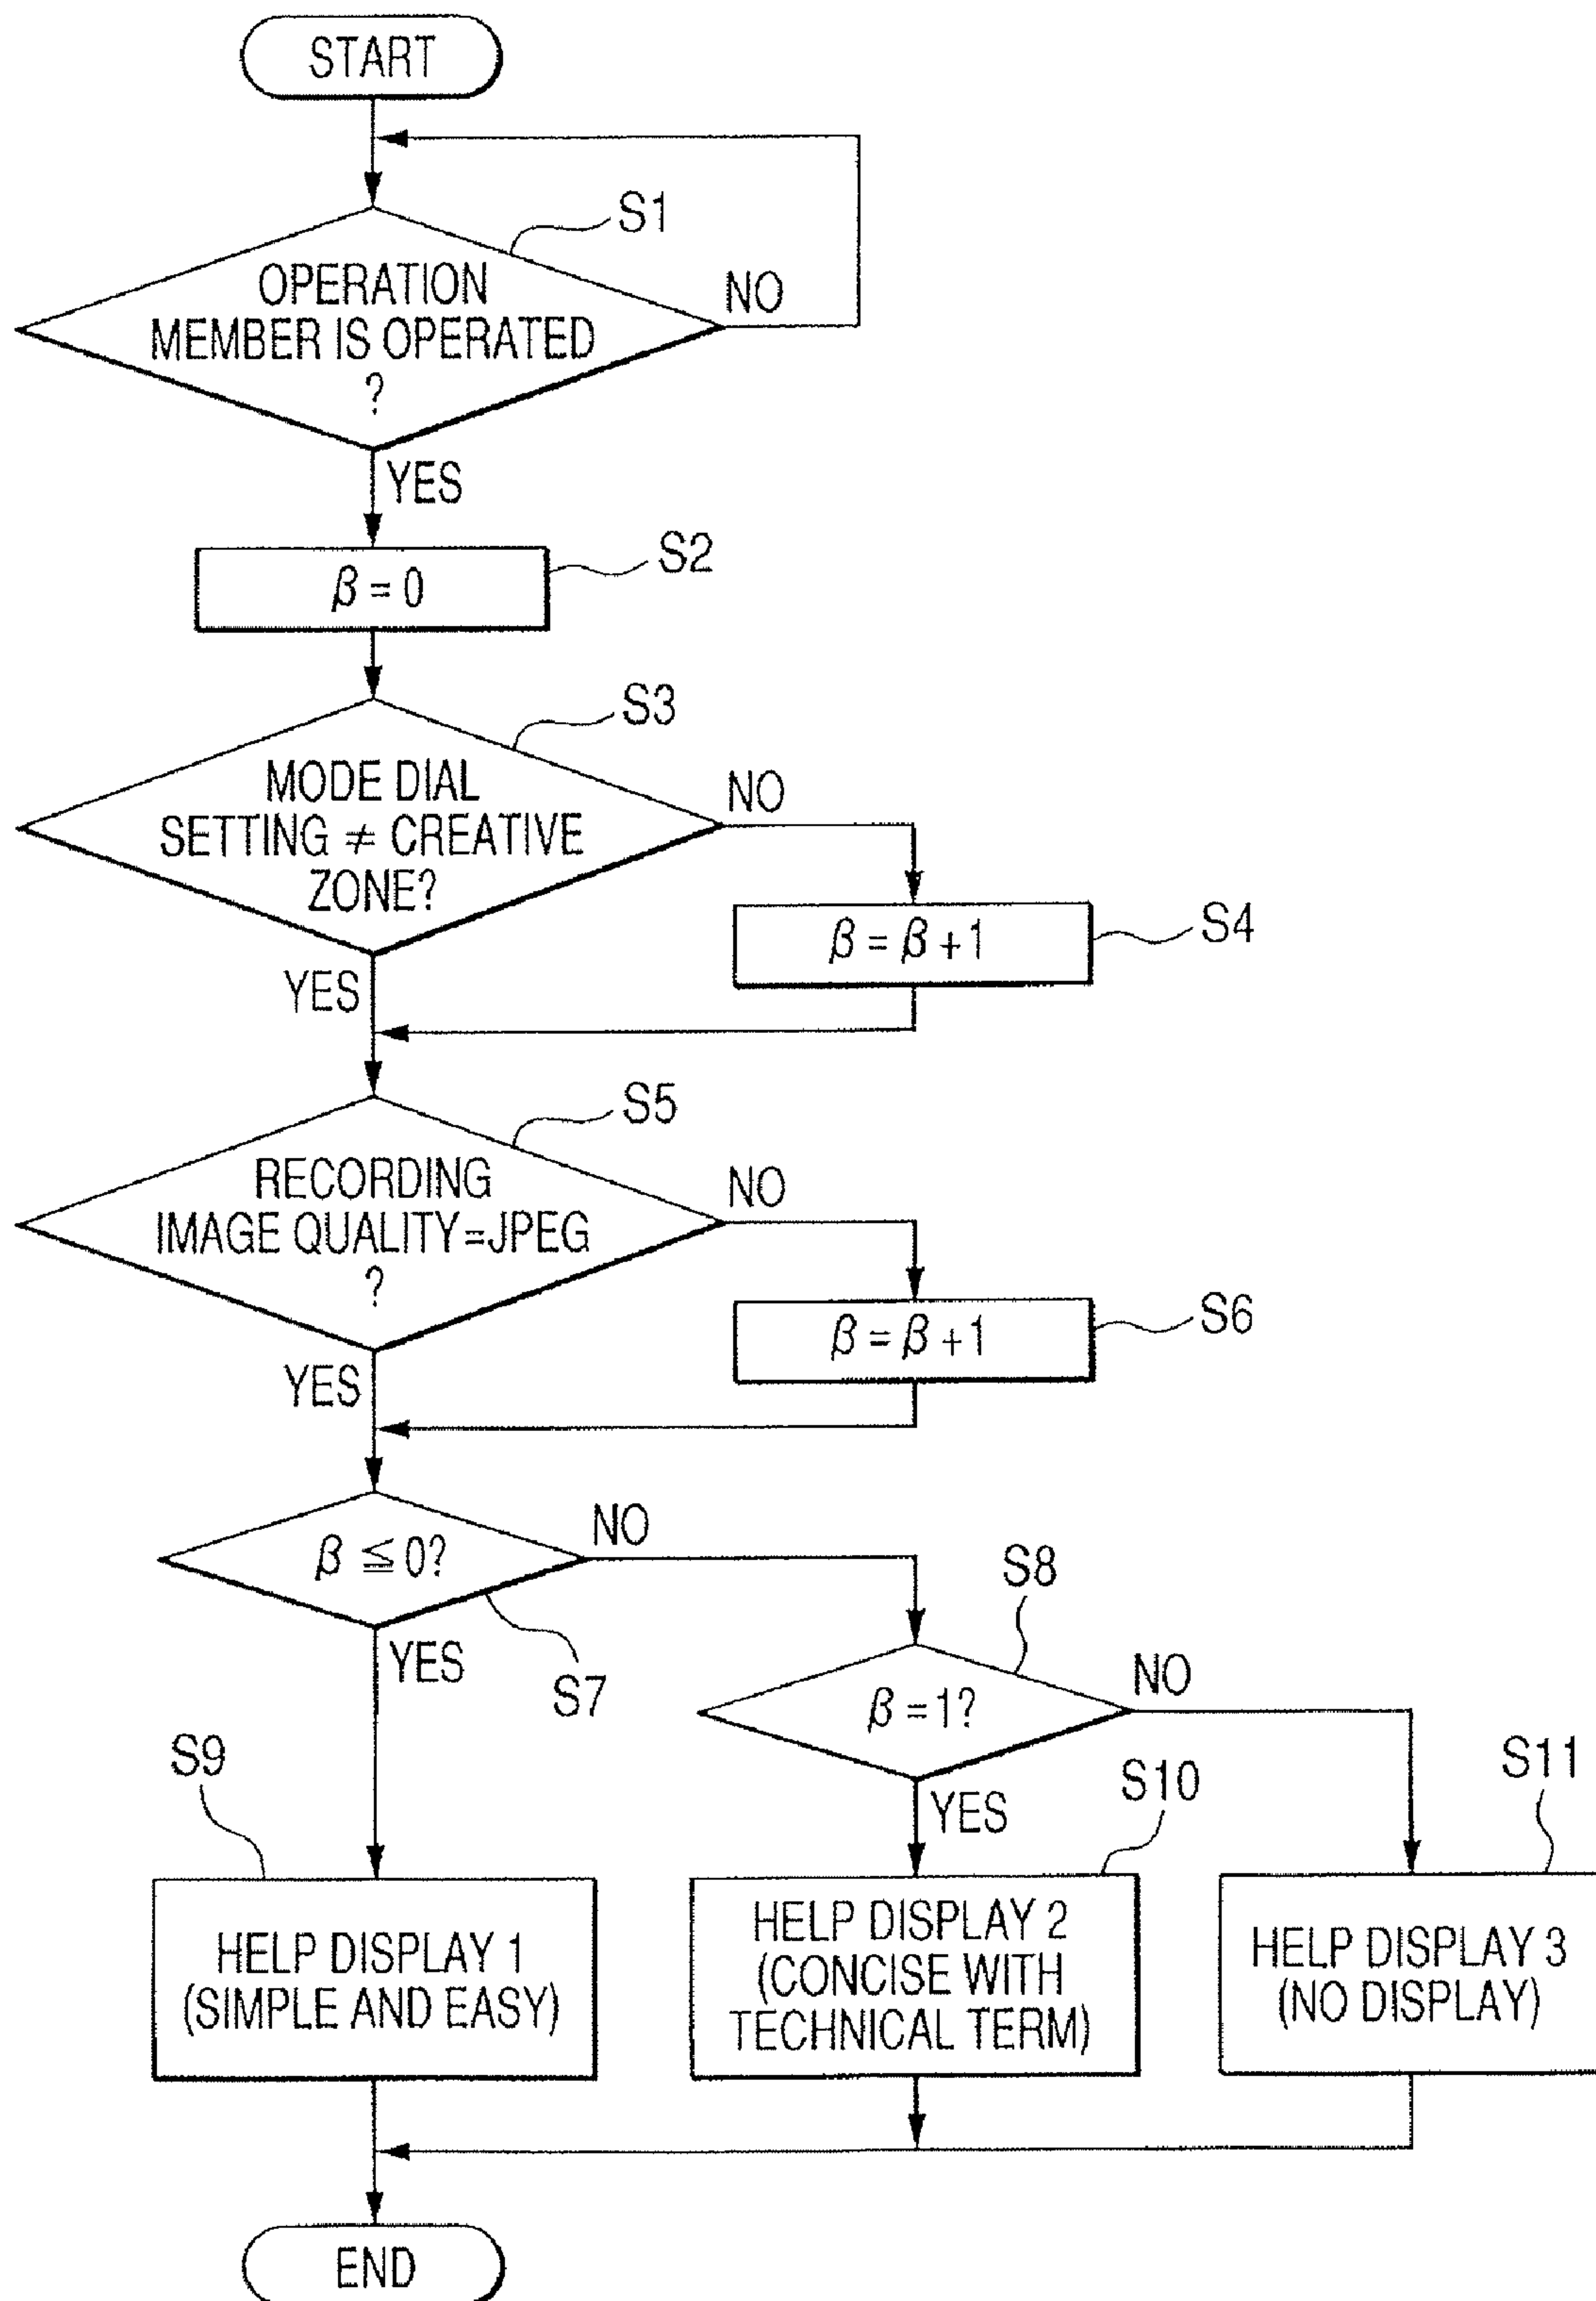 START
S1
OPERATION
MEMBER IS OPERATED
?
NO
YES
S2
β = 0
S3
MODE DIAL
SETTING ≠ CREATIVE
ZONE?
NO
S4
β = β + 1
YES
S5
RECORDING
IMAGE QUALITY=JPEG
?
NO
S6
β = β + 1
YES
β ≦ 0?
NO
S7
YES
S8
β = 1?
NO
YES
S9
HELP DISPLAY 1
(SIMPLE AND EASY)
S10
HELP DISPLAY 2
(CONCISE WITH
TECHNICAL TERM)
S11
HELP DISPLAY 3
(NO DISPLAY)
END